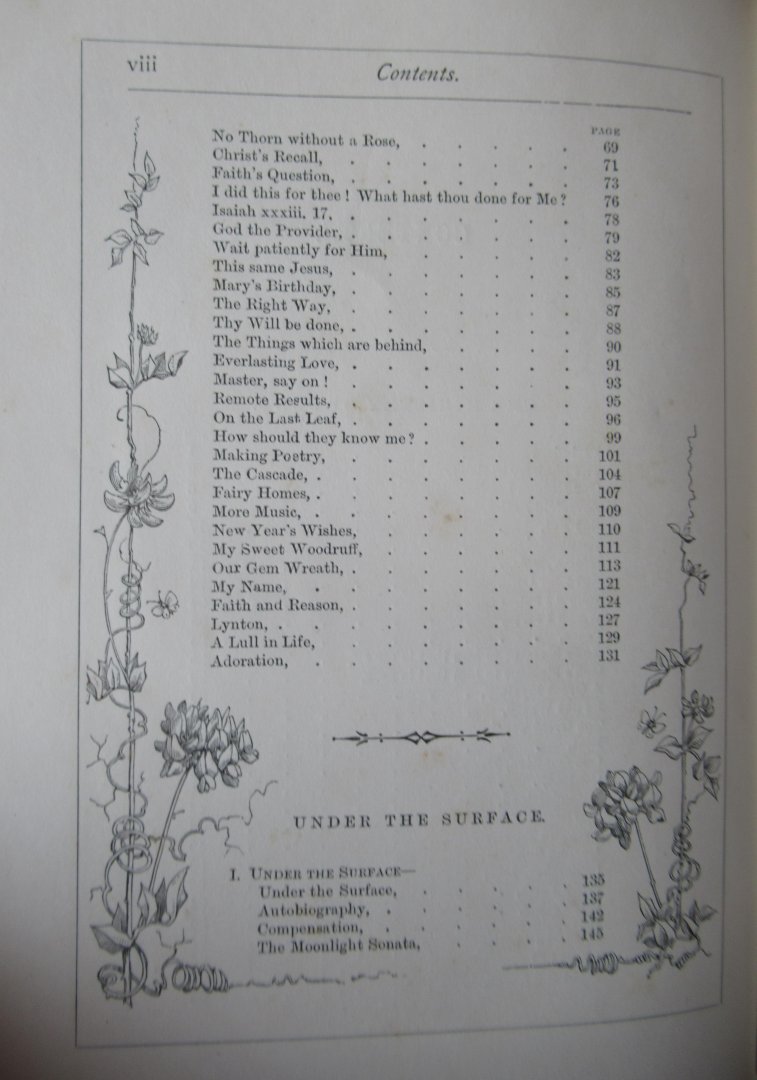 viii
Contents.
PAGE
No Thorn without a Rose, . . . . . 69
Christ's Recall, . . . . . . . 71
Faith's Question, . . . . . . . 73
I did this for thee! What hast thou done for Me? 76
Isaiah xxxiii. 17, . . . . . . . 78
God the Provider, . . . . . . . 79
Wait patiently for Him, . . . . . 82
This same Jesus, . . . . . . . 83
Mary's Birthday, . . . . . . . 85
The Right Way, . . . . . . . 87
Thy Will be done, . . . . . . . 88
The Things which are behind, . . . . 90
Everlasting Love, . . . . . . . 91
Master, say on! . . . . . . . 93
Remote Results, . . . . . . . 95
On the Last Leaf, . . . . . . . 96
How should they know me? . . . . . 99
Making Poetry, . . . . . . . 101
The Cascade, . . . . . . . . 104
Fairy Homes, . . . . . . . . 107
More Music, . . . . . . . . 109
New Year's Wishes, . . . . . . 110
My Sweet Woodruff, . . . . . . 111
Our Gem Wreath, . . . . . . . 113
My Name, . . . . . . . . 121
Faith and Reason, . . . . . . . 124
Lynton, . . . . . . . . . 127
A Lull in Life, . . . . . . . 129
Adoration, . . . . . . . . 131
UNDER THE SURFACE.
I. UNDER THE SURFACE—
Under the Surface, . . . . . 135
Autobiography, . . . . . . 137
Compensation, . . . . . . 142
The Moonlight Sonata, . . . . 145